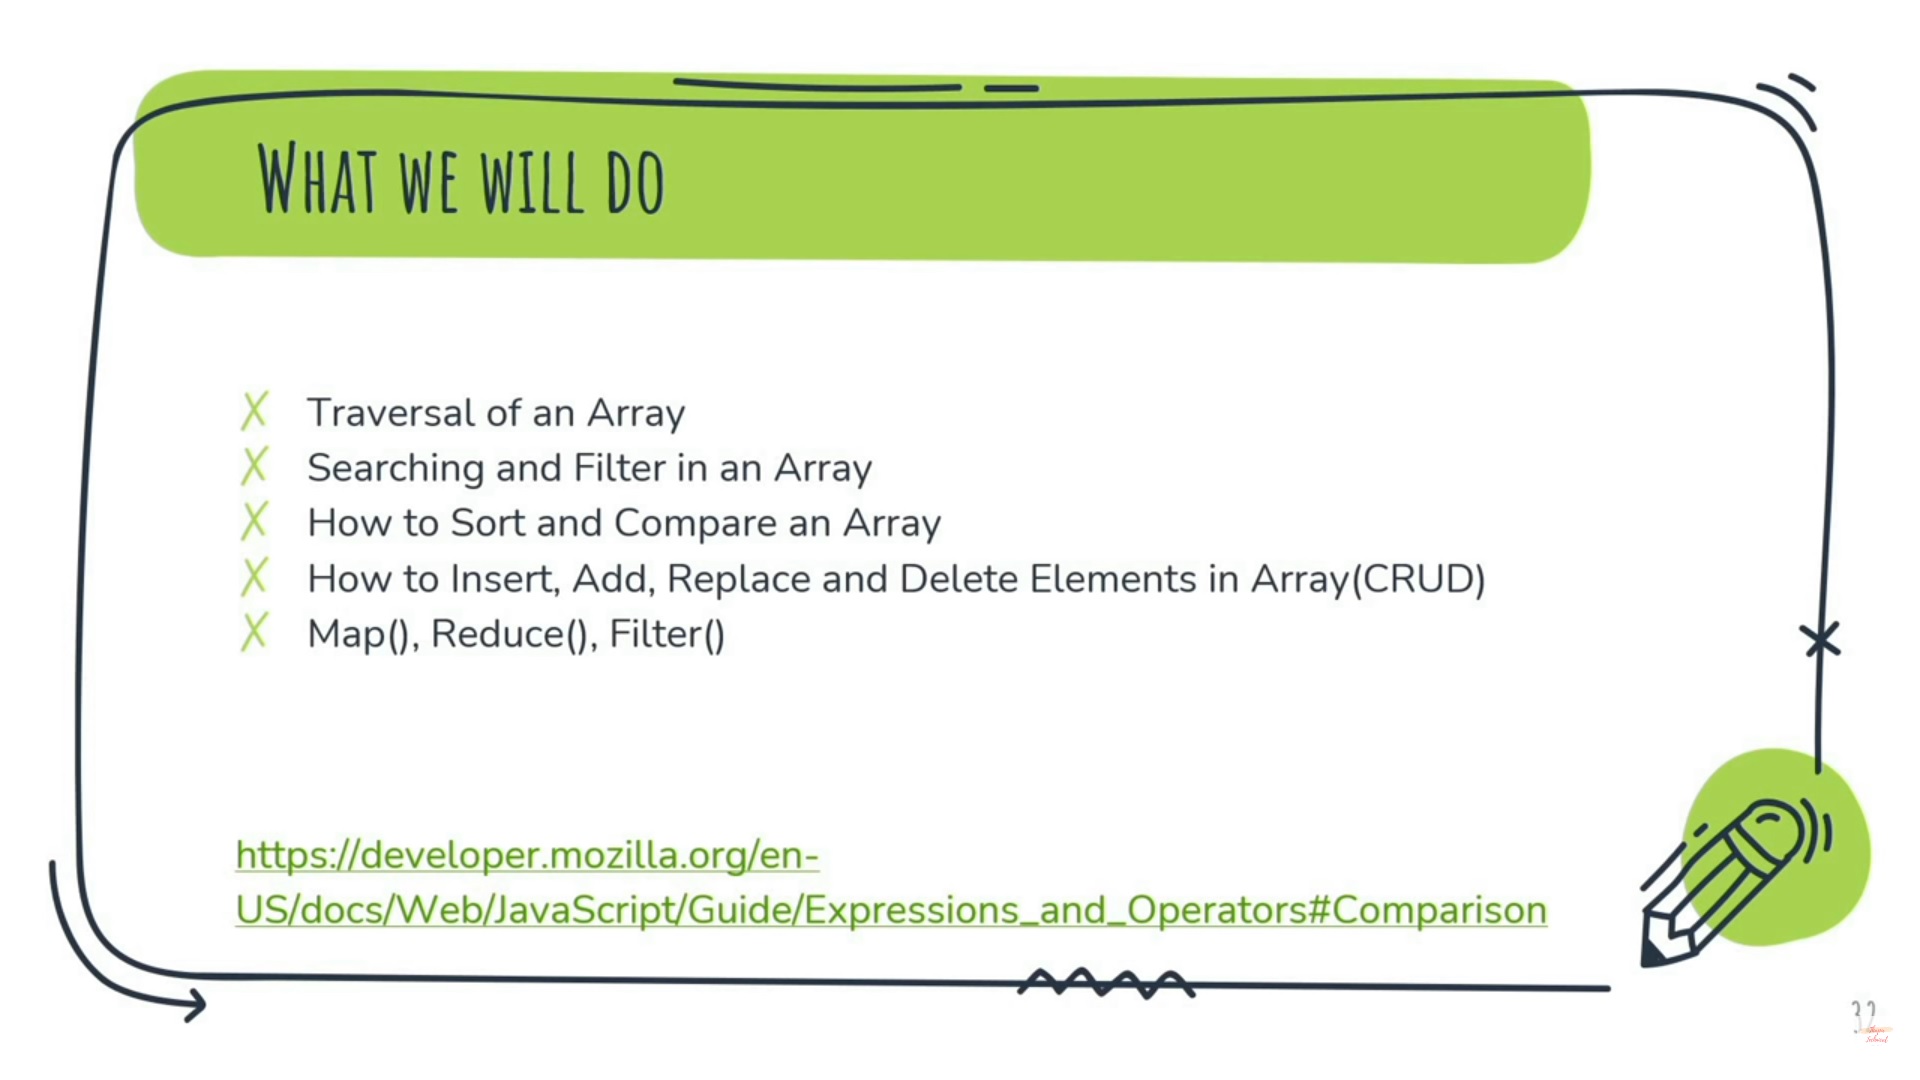 What we will do
Traversal of an Array
Searching and Filter in an Array
How to Sort and Compare an Array
How to Insert, Add, Replace and Delete Elements in Array(CRUD)
Map(), Reduce(), Filter()
https://developer.mozilla.org/en-
US/docs/Web/JavaScript/Guide/Expressions_and_Operators#Comparison
32